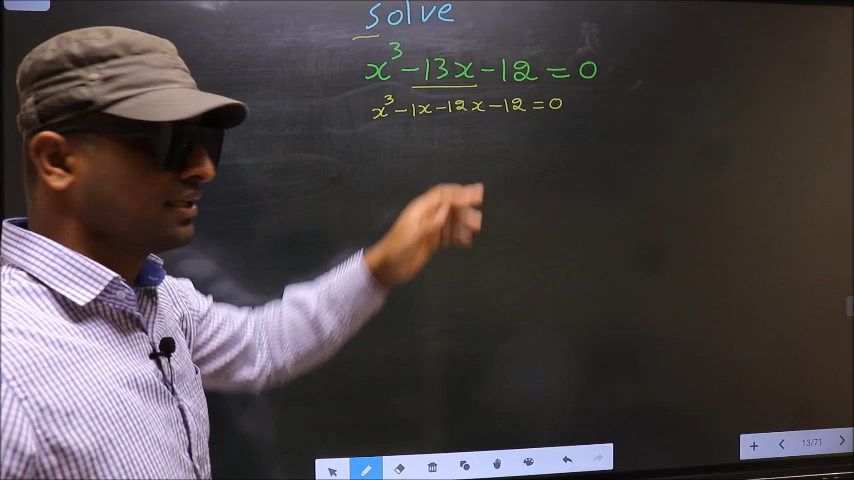 Solve
x³ - 13x - 12 = 0
x³ - 1x - 12x - 12 = 0
13/71